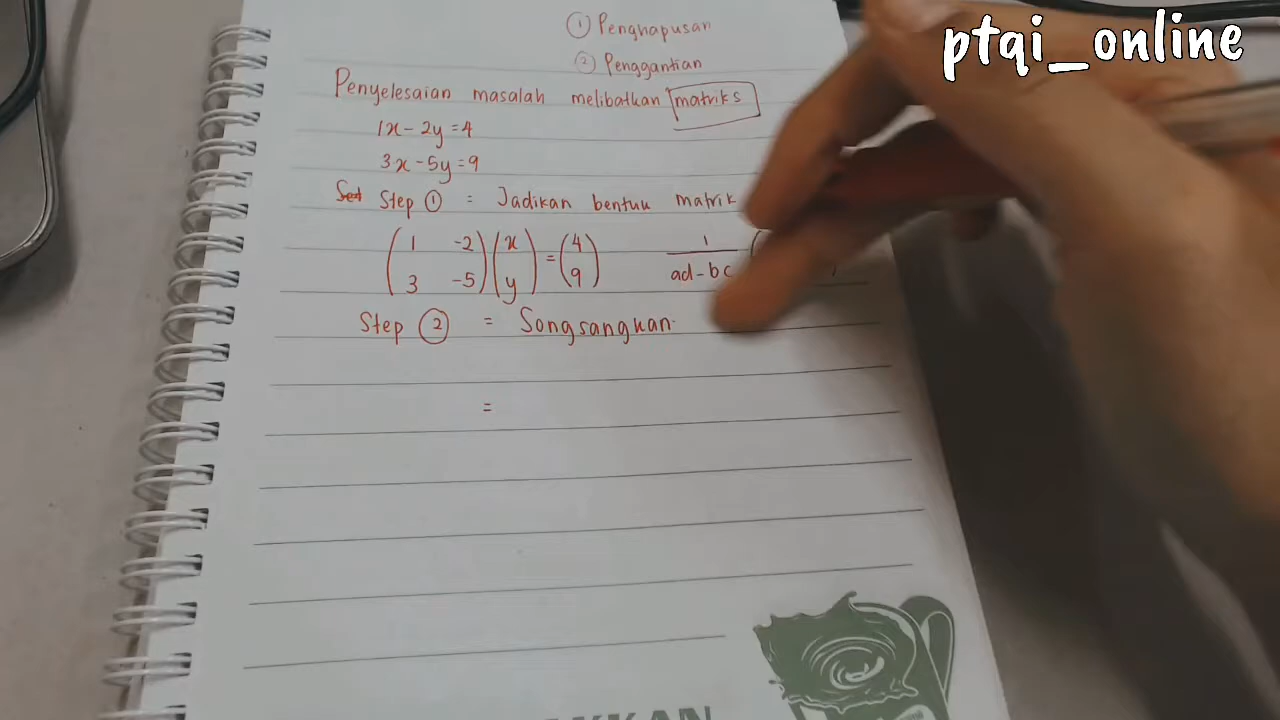 ptqi_online
① Penghapusan
② Penggantian
Penyelesaian masalah melibatkan matriks
1x - 2y = 4
3x - 5y = 9
Step ① = Jadikan bentuk matrik
( 1 -2 ) ( x ) = ( 4 ) 1
( 3 -5 ) ( y ) ( 9 ) ad - bc
Step ② = Songsangkan
=